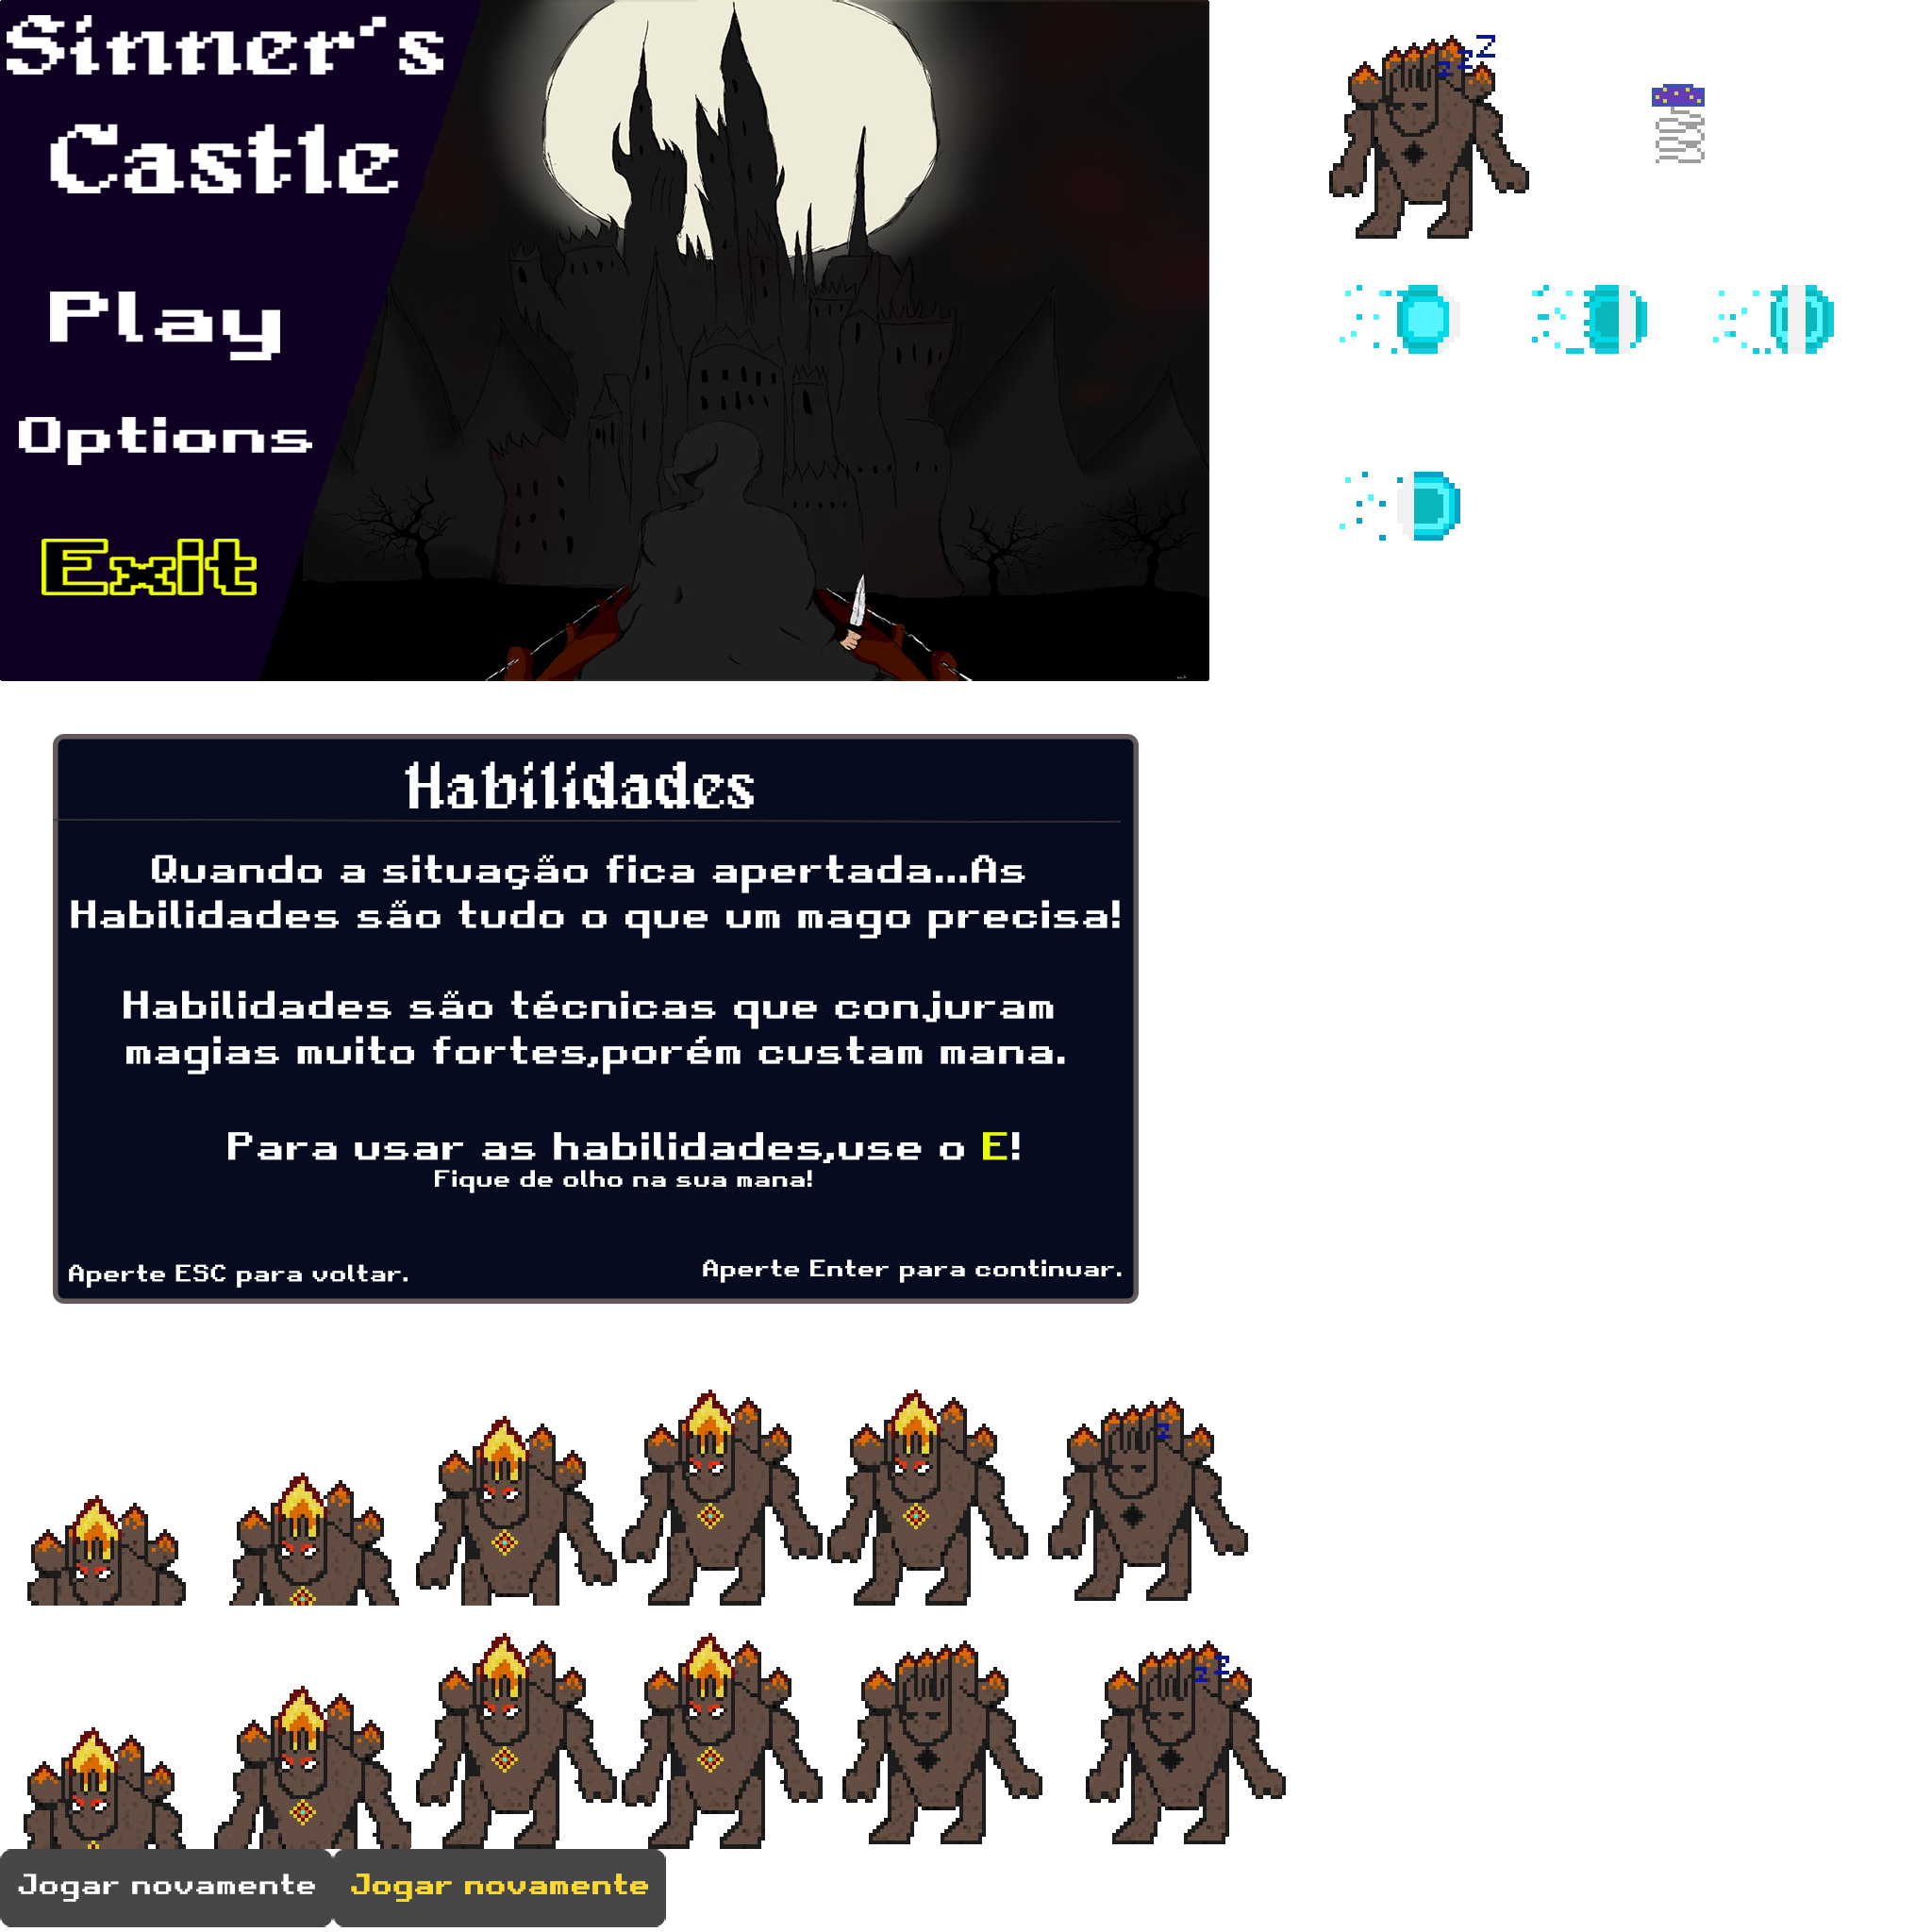 Sinner's
Castle
Play
Options
Exit
Habilidades
Quando a situação fica apertada...As
Habilidades são tudo o que um mago precisa!
Habilidades são técnicas que conjuram
magias muito fortes,porém custam mana.
Para usar as habilidades,use o E!
Fique de olho na sua mana!
Aperte ESC para voltar.
Aperte Enter para continuar.
zzZ
z
zz
Jogar novamente
Jogar novamente